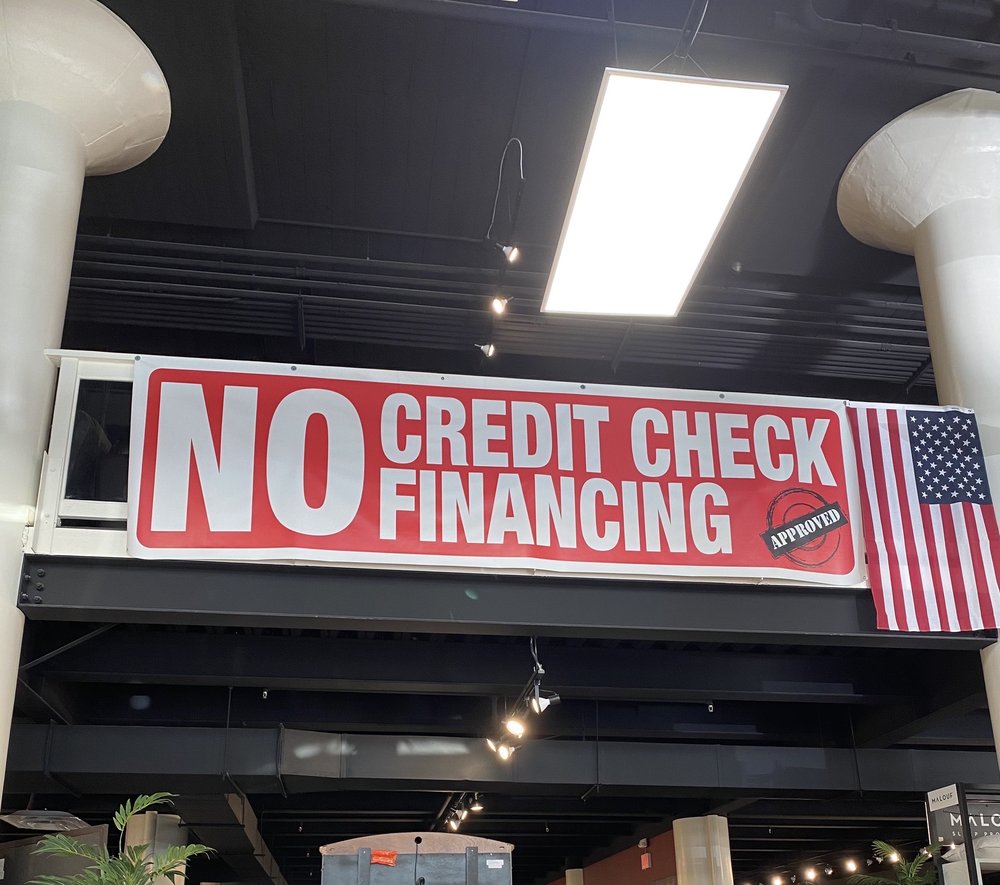 NO CREDIT CHECK
FINANCING
APPROVED
MALOUF